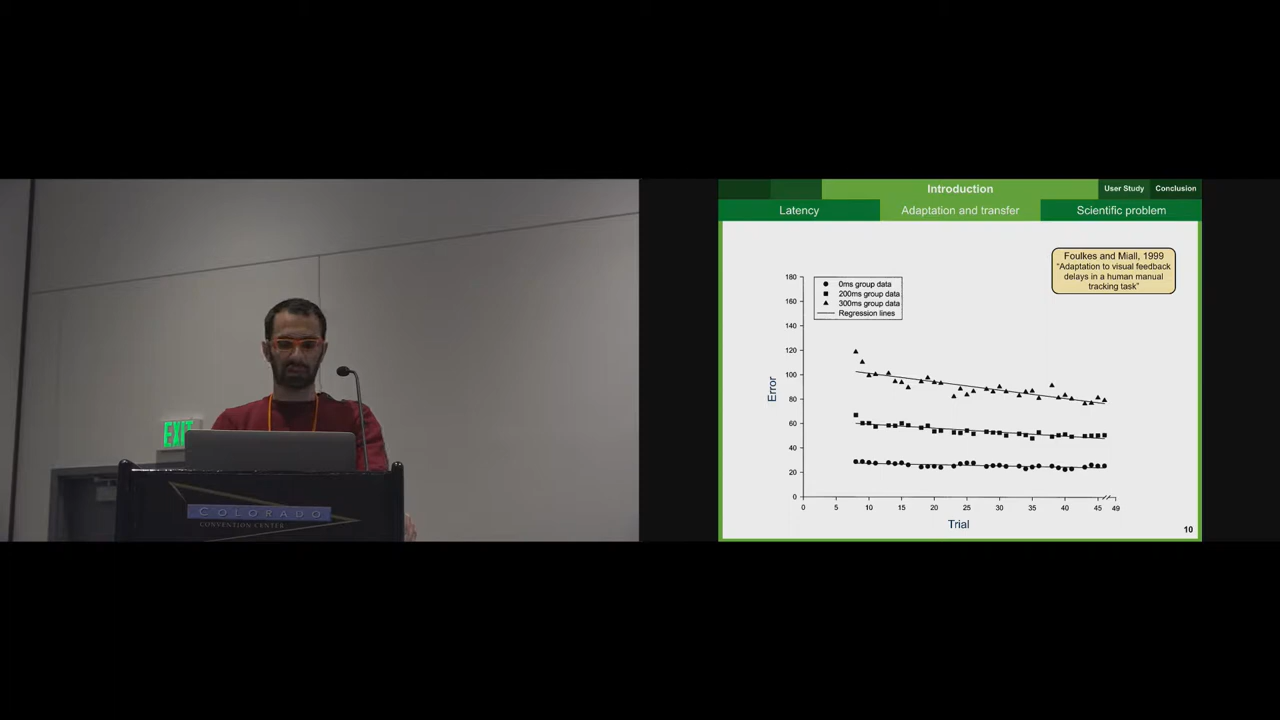 EXIT
COLORADO
CONVENTION CENTER
Introduction
User Study
Conclusion
Latency
Adaptation and transfer
Scientific problem
Foulkes and Miall, 1999
"Adaptation to visual feedback
delays in a human manual
tracking task"
0ms group data
200ms group data
300ms group data
Regression lines
180
160
140
120
100
80
60
40
20
0
Error
0 5 10 15 20 25 30 35 40 45 49
Trial
10